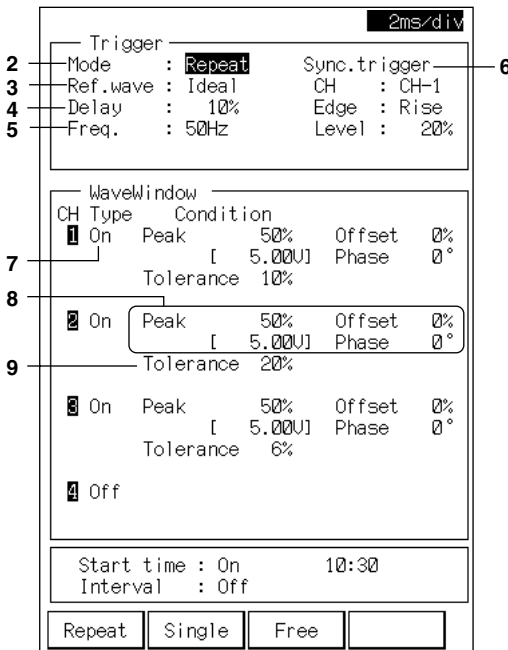 2ms/div
Trigger
2 Mode : Repeat Sync.trigger 6
3 Ref.wave : Ideal CH : CH-1
4 Delay : 10% Edge : Rise
5 Freq. : 50Hz Level : 20%
WaveWindow
CH Type Condition
1 On Peak 50% Offset 0%
7 [ 5.00V] Phase 0°
Tolerance 10%
8
2 On Peak 50% Offset 0%
[ 5.00V] Phase 0°
9 Tolerance 20%
3 On Peak 50% Offset 0%
[ 5.00V] Phase 0°
Tolerance 6%
4 Off
Start time : On 10:30
Interval : Off
Repeat Single Free